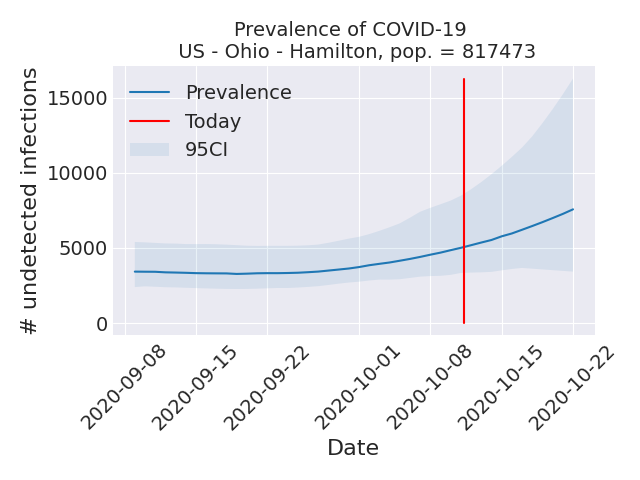 Prevalence of COVID-19
US - Ohio - Hamilton, pop. = 817473
# undetected infections
15000
10000
5000
0
Prevalence
Today
95CI
2020-09-08
2020-09-15
2020-09-22
2020-10-01
2020-10-08
2020-10-15
2020-10-22
Date